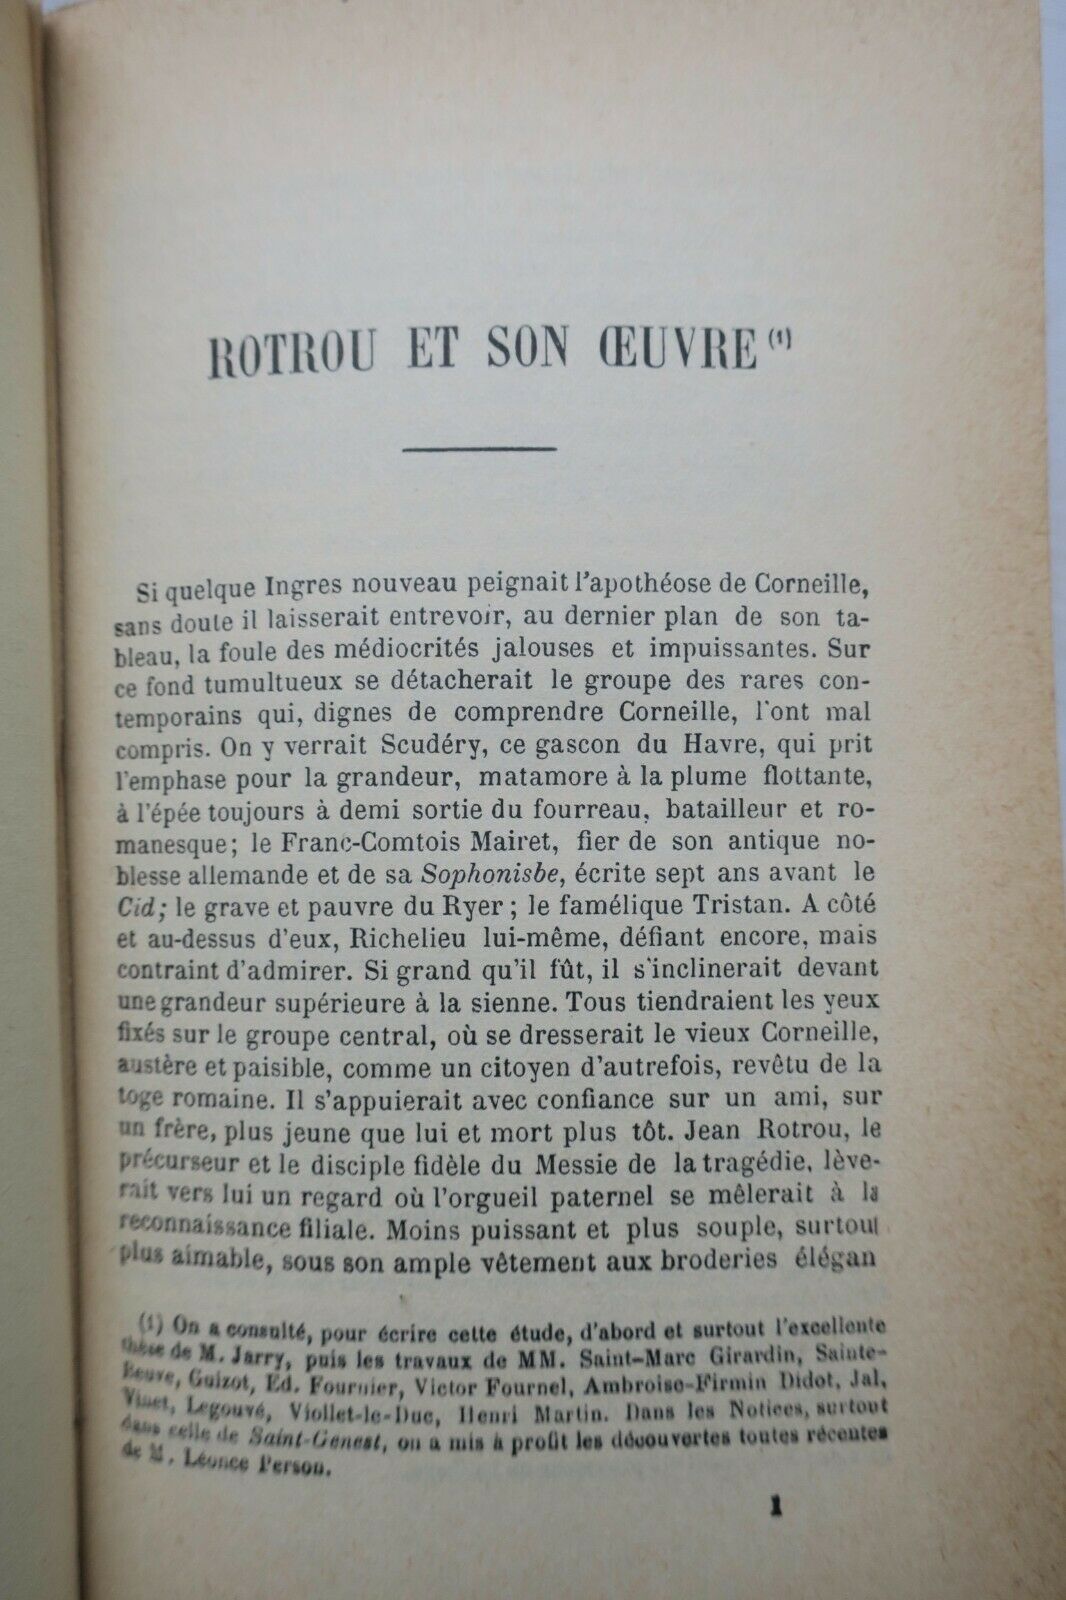 ROTROU ET SON ŒUVRE (1)
Si quelque Ingres nouveau peignait l'apothéose de Corneille,
sans doute il laisserait entrevoir, au dernier plan de son ta-
bleau, la foule des médiocrités jalouses et impuissantes. Sur
ce fond tumultueux se détacherait le groupe des rares con-
temporains qui, dignes de comprendre Corneille, l'ont mal
compris. On y verrait Scudéry, ce gascon du Havre, qui prit
l'emphase pour la grandeur, matamore à la plume flottante,
à l'épée toujours à demi sortie du fourreau, batailleur et ro-
manesque; le Franc-Comtois Mairet, fier de son antique no-
blesse allemande et de sa Sophonisbe, écrite sept ans avant le
Cid; le grave et pauvre du Ryer; le famélique Tristan. A côté
et au-dessus d'eux, Richelieu lui-même, défiant encore, mais
contraint d'admirer. Si grand qu'il fût, il s'inclinerait devant
une grandeur supérieure à la sienne. Tous tiendraient les yeux
fixés sur le groupe central, où se dresserait le vieux Corneille,
austère et paisible, comme un citoyen d'autrefois, revêtu de la
toge romaine. Il s'appuierait avec confiance sur un ami, sur
un frère, plus jeune que lui et mort plus tôt. Jean Rotrou, le
précurseur et le disciple fidèle du Messie de la tragédie, lève-
rait vers lui un regard où l'orgueil paternel se mêlerait à la
reconnaissance filiale. Moins puissant et plus souple, surtout
plus aimable, sous son ample vêtement aux broderies élégan
(1) On a consulté, pour écrire cette étude, d'abord et surtout l'excellente
thèse de M. Jarry, puis les travaux de MM. Saint-Marc Girardin, Sainte-
Beuve, Guizot, Ed. Fournier, Victor Fournel, Ambroise-Firmin Didot, Jal,
Vinet, Legouvé, Viollet-le-Duc, Henri Martin. Dans les Notices, surtout
dans celle de Saint-Genest, on a mis à profit les découvertes toutes récentes
de M. Léonce Person.
1